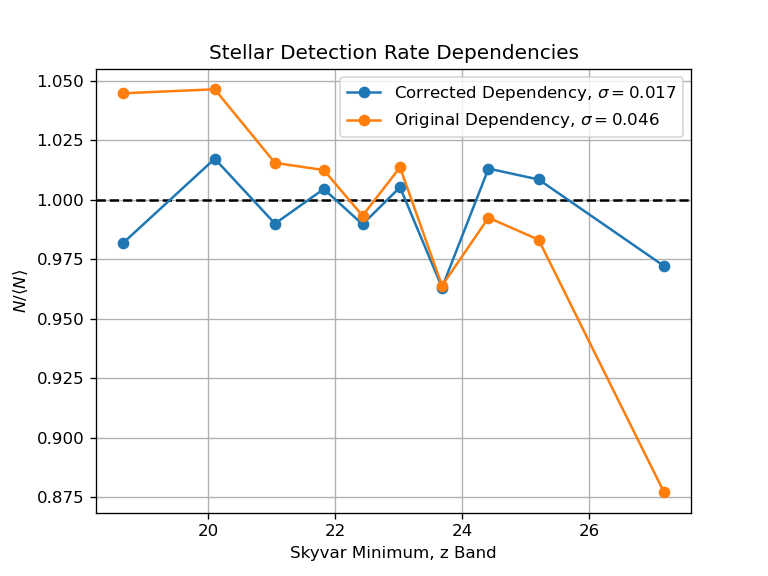 Stellar Detection Rate Dependencies
1.050
1.025
1.000
0.975
0.950
0.925
0.900
0.875
N/⟨N⟩
Corrected Dependency, σ = 0.017
Original Dependency, σ = 0.046
20 22 24 26
Skyvar Minimum, z Band